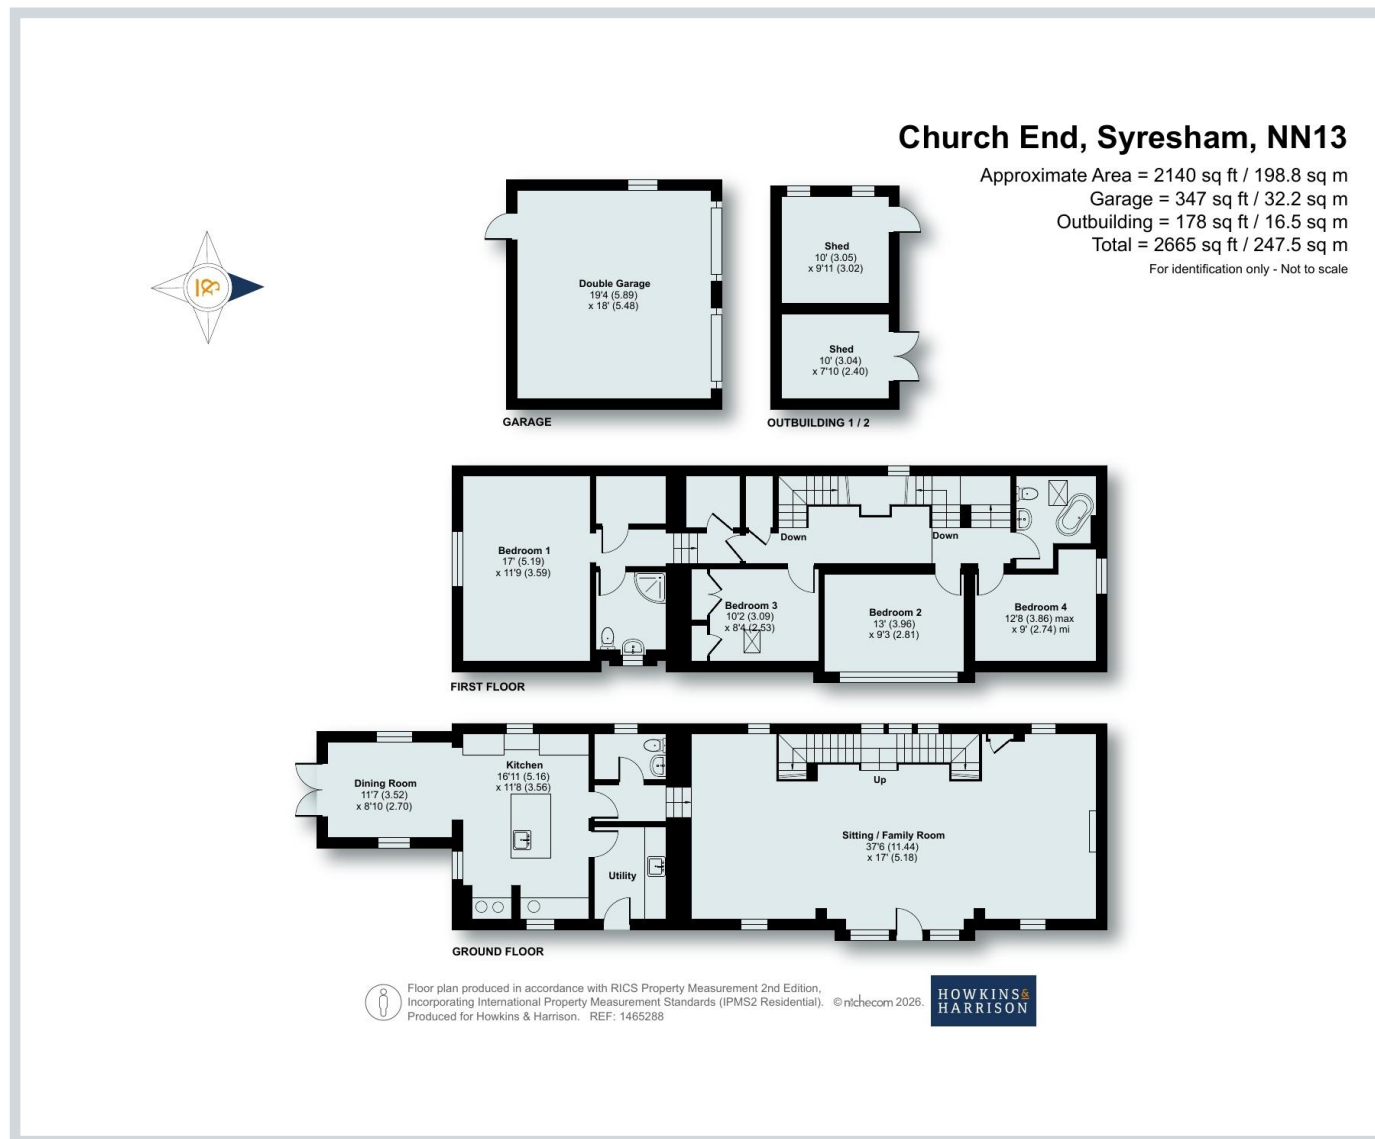 Church End, Syresham, NN13
Approximate Area = 2140 sq ft / 198.8 sq m
Garage = 347 sq ft / 32.2 sq m
Outbuilding = 178 sq ft / 16.5 sq m
Total = 2665 sq ft / 247.5 sq m
For identification only - Not to scale
Double Garage
19'4 (5.89)
x 18' (5.48)
GARAGE
Shed
10' (3.05)
x 9'11 (3.02)
Shed
10' (3.04)
x 7'10 (2.40)
OUTBUILDING 1 / 2
Bedroom 1
17' (5.19)
x 11'9 (3.59)
Down
Down
Bedroom 3
10'2 (3.09)
x 8'4 (2.53)
Bedroom 2
13' (3.96)
x 9'3 (2.81)
Bedroom 4
12'8 (3.86) max
x 9' (2.74) mi
FIRST FLOOR
Dining Room
11'7 (3.52)
x 8'10 (2.70)
Kitchen
16'11 (5.16)
x 11'8 (3.56)
Utility
Up
Sitting / Family Room
37'6 (11.44)
x 17' (5.18)
GROUND FLOOR
Floor plan produced in accordance with RICS Property Measurement 2nd Edition,
Incorporating International Property Measurement Standards (IPMS2 Residential). © nichecom 2026.
Produced for Howkins & Harrison. REF: 1465288
HOWKINS &
HARRISON